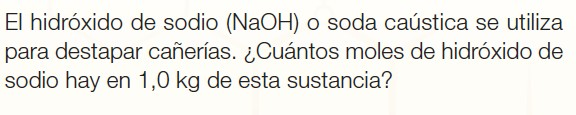 El hidróxido de sodio (NaOH) o soda caústica se utiliza
para destapar cañerías. ¿Cuántos moles de hidróxido de
sodio hay en 1,0 kg de esta sustancia?